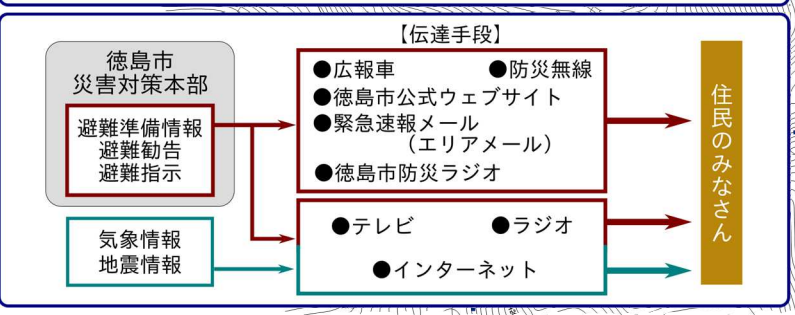 【伝達手段】
徳島市
災害対策本部
避難準備情報
避難勧告
避難指示
気象情報
地震情報
●広報車 ●防災無線
●徳島市公式ウェブサイト
●緊急速報メール
（エリアメール）
●徳島市防災ラジオ
●テレビ ●ラジオ
●インターネット
住民のみなさん